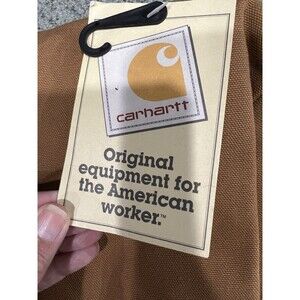 carhartt
Original
equipment for
the American
worker.™